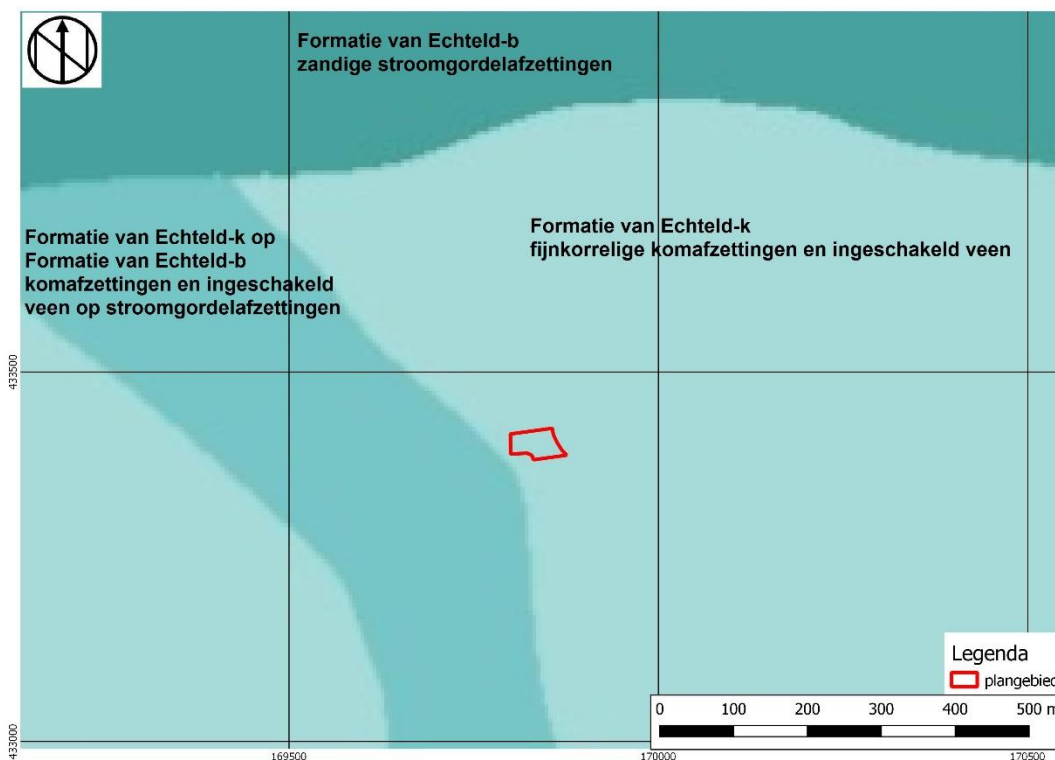 Formatie van Echteld-b
zandige stroomgordelafzettingen
Formatie van Echteld-k
fijnkorrelige komafzettingen en ingeschakeld veen
Formatie van Echteld-k op
Formatie van Echteld-b
komafzettingen en ingeschakeld
veen op stroomgordelafzettingen
433500
433000
Legenda
plangebied
0 100 200 300 400 500 m
169500
170000
170500